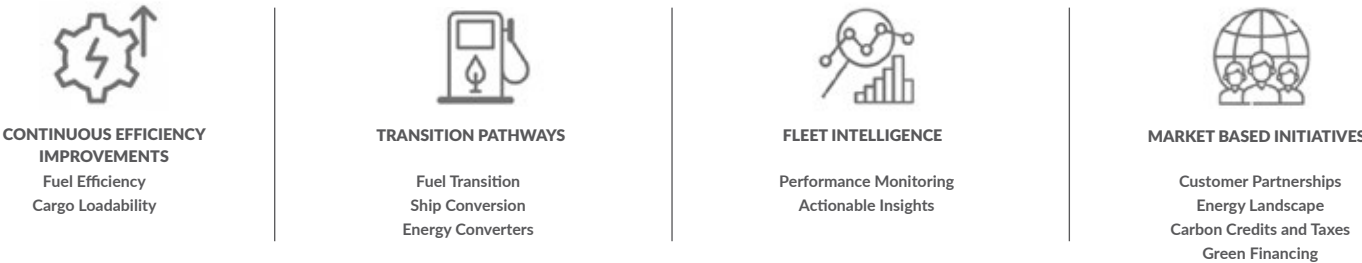 CONTINUOUS EFFICIENCY
IMPROVEMENTS
Fuel Efficiency
Cargo Loadability
TRANSITION PATHWAYS
Fuel Transition
Ship Conversion
Energy Converters
FLEET INTELLIGENCE
Performance Monitoring
Actionable Insights
MARKET BASED INITIATIVES
Customer Partnerships
Energy Landscape
Carbon Credits and Taxes
Green Financing